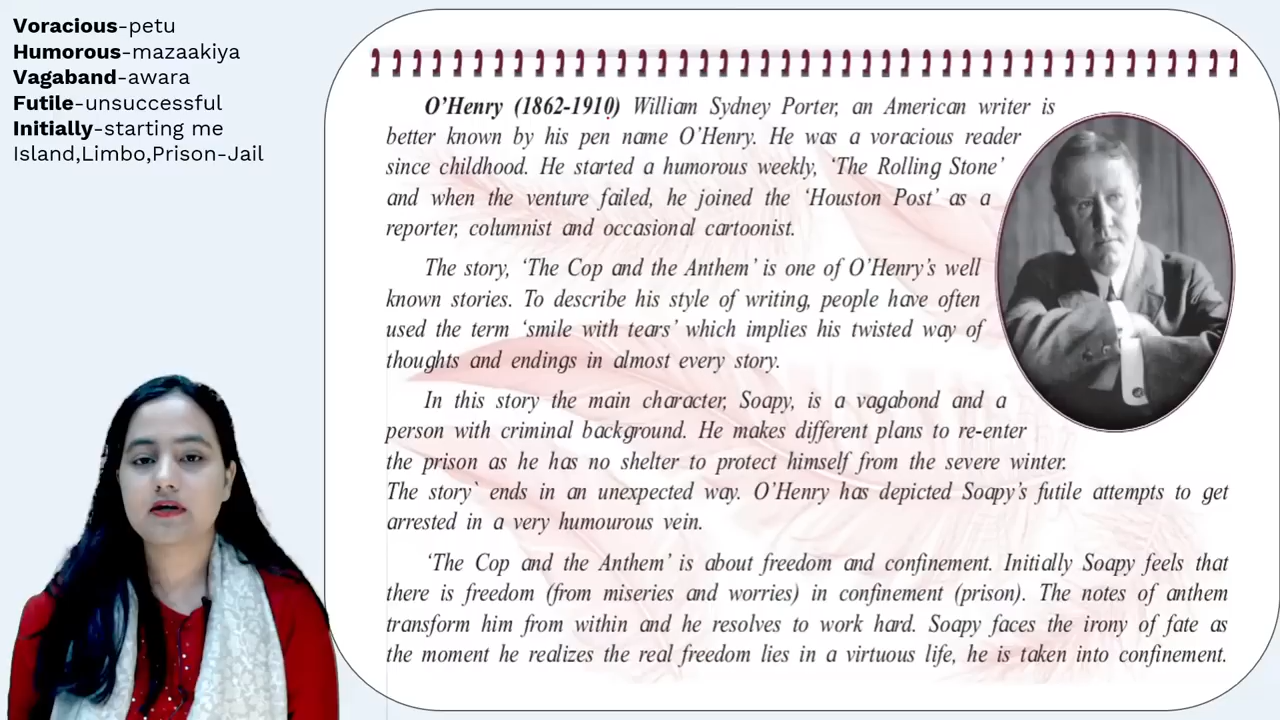 Voracious-petu
Humorous-mazaakiya
Vagaband-awara
Futile-unsuccessful
Initially-starting me
Island,Limbo,Prison-Jail
O'Henry (1862-1910) William Sydney Porter, an American writer is
better known by his pen name O'Henry. He was a voracious reader
since childhood. He started a humorous weekly, 'The Rolling Stone'
and when the venture failed, he joined the 'Houston Post' as a
reporter, columnist and occasional cartoonist.
The story, 'The Cop and the Anthem' is one of O'Henry's well
known stories. To describe his style of writing, people have often
used the term 'smile with tears' which implies his twisted way of
thoughts and endings in almost every story.
In this story the main character, Soapy, is a vagabond and a
person with criminal background. He makes different plans to re-enter
the prison as he has no shelter to protect himself from the severe winter.
The story` ends in an unexpected way. O'Henry has depicted Soapy's futile attempts to get
arrested in a very humourous vein.
'The Cop and the Anthem' is about freedom and confinement. Initially Soapy feels that
there is freedom (from miseries and worries) in confinement (prison). The notes of anthem
transform him from within and he resolves to work hard. Soapy faces the irony of fate as
the moment he realizes the real freedom lies in a virtuous life, he is taken into confinement.